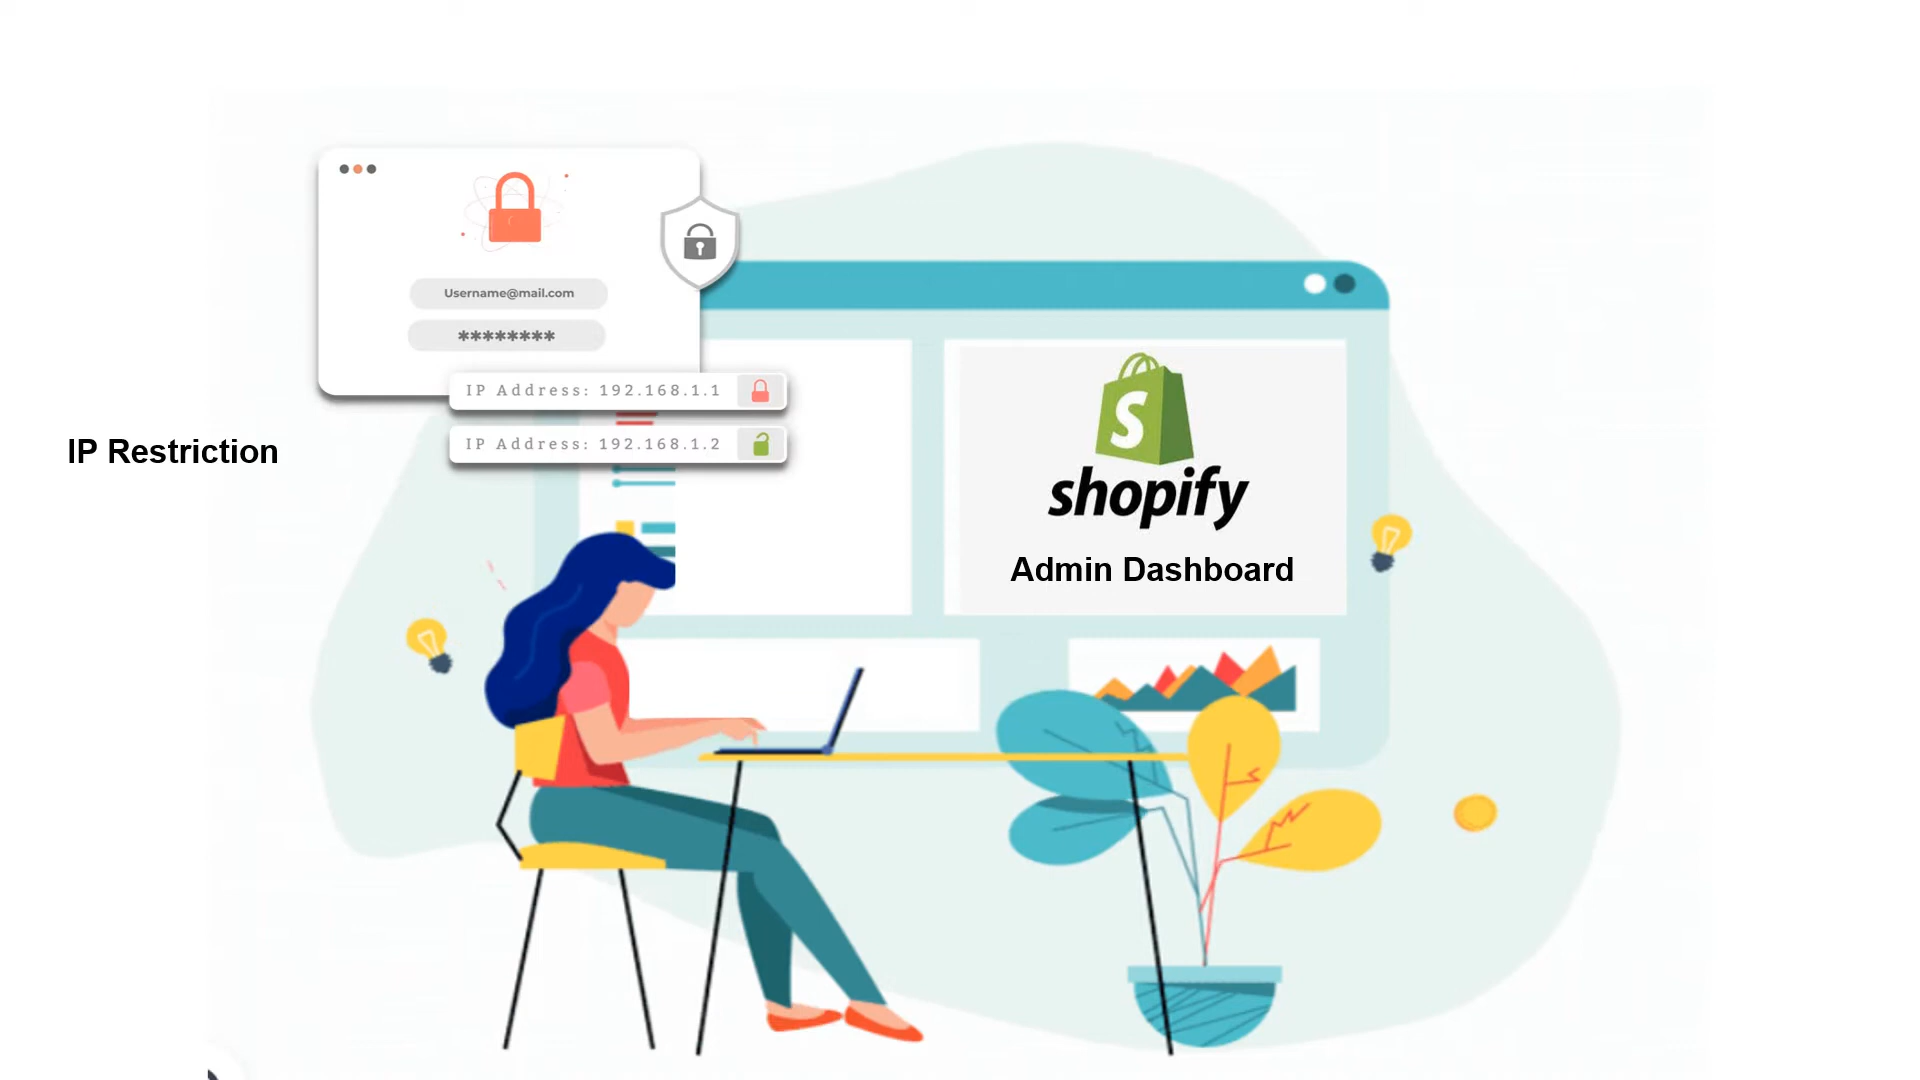 Username@mail.com
********
IP Address: 192.168.1.1
IP Address: 192.168.1.2
IP Restriction
S
shopify
Admin Dashboard